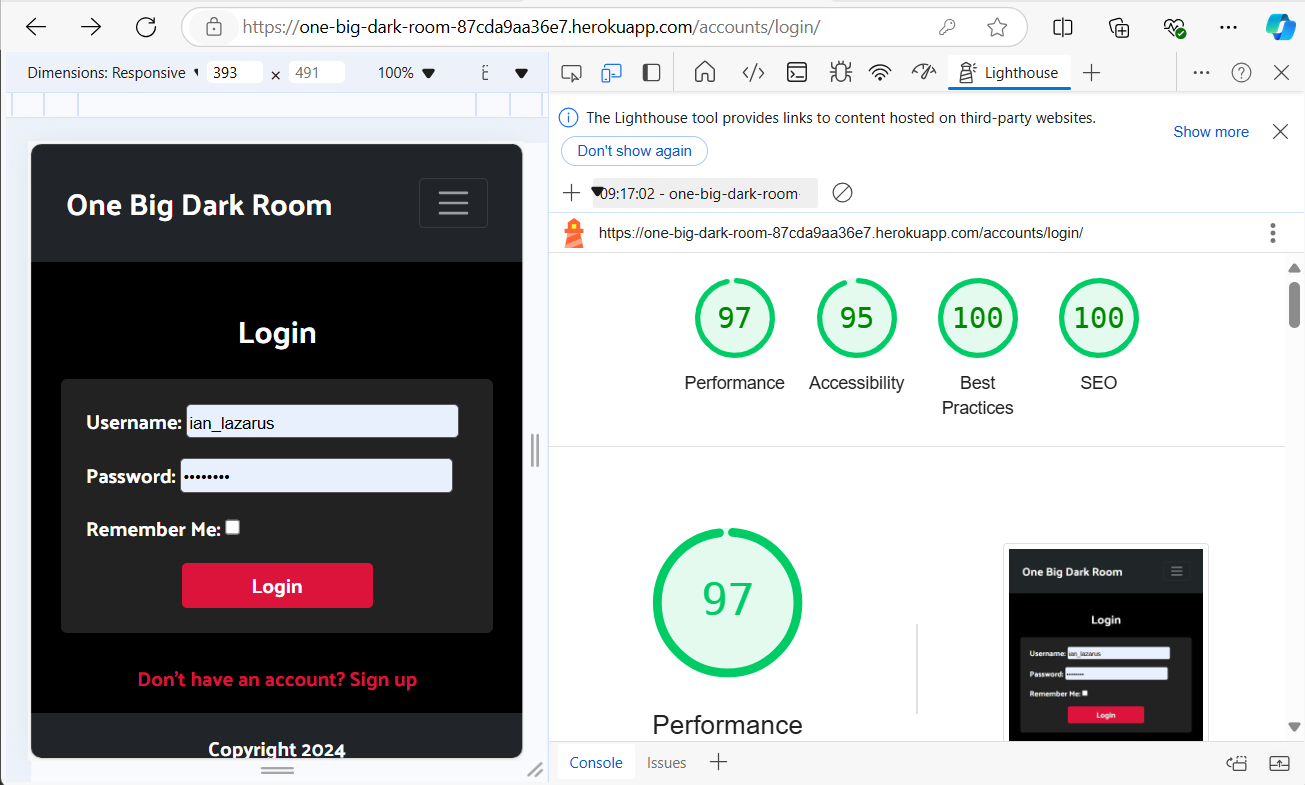 https://one-big-dark-room-87cda9aa36e7.herokuapp.com/accounts/login/
Dimensions: Responsive 393 × 491 100%
Lighthouse
The Lighthouse tool provides links to content hosted on third-party websites.
Show more
Don't show again
09:17:02 - one-big-dark-room-
https://one-big-dark-room-87cda9aa36e7.herokuapp.com/accounts/login/
One Big Dark Room
Login
Username: ian_lazarus
Password: ••••••••
Remember Me:
Login
Don't have an account? Sign up
Copyright 2024
97 95 100 100
Performance Accessibility Best Practices SEO
97
Performance
One Big Dark Room
Login
Username: ian_lazarus
Password: ••••••••
Remember Me:
Login
Console Issues